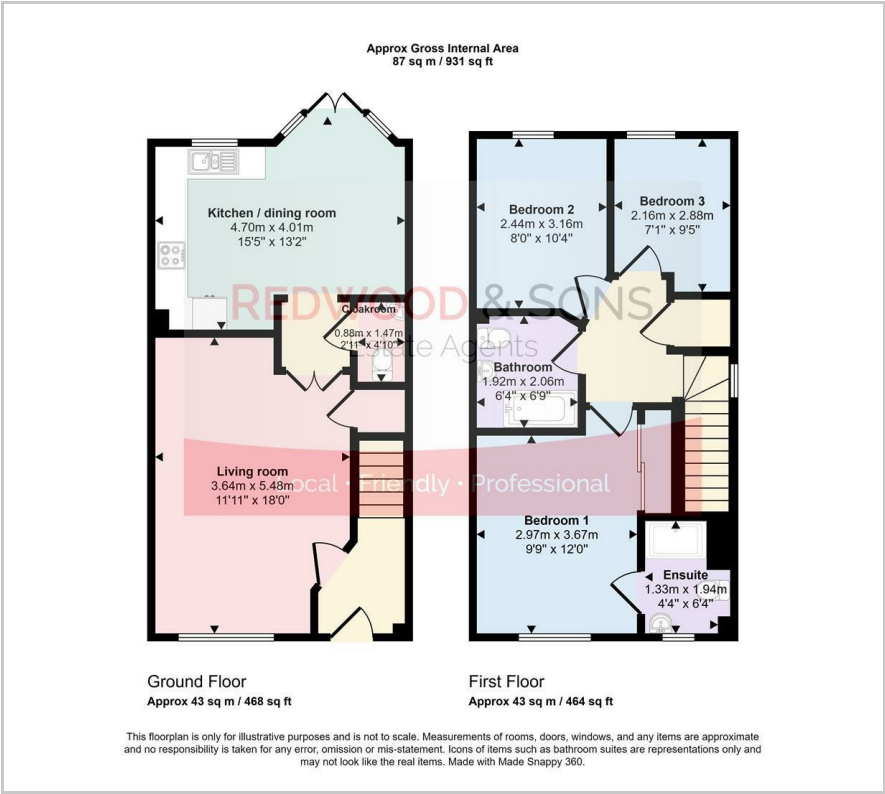 Approx Gross Internal Area
87 sq m / 931 sq ft
Kitchen / dining room
4.70m x 4.01m
15'5" x 13'2"
Cloakroom
0.88m x 1.47m
2'11" x 4'10"
Living room
3.64m x 5.48m
11'11" x 18'0"
Bedroom 2
2.44m x 3.16m
8'0" x 10'4"
Bedroom 3
2.16m x 2.88m
7'1" x 9'5"
Bathroom
1.92m x 2.06m
6'4" x 6'9"
Bedroom 1
2.97m x 3.67m
9'9" x 12'0"
Ensuite
1.33m x 1.94m
4'4" x 6'4"
REDWOOD & SONS
Estate Agents
Local · Friendly · Professional
Ground Floor
Approx 43 sq m / 468 sq ft
First Floor
Approx 43 sq m / 464 sq ft
This floorplan is only for illustrative purposes and is not to scale. Measurements of rooms, doors, windows, and any items are approximate
and no responsibility is taken for any error, omission or mis-statement. Icons of items such as bathroom suites are representations only and
may not look like the real items. Made with Made Snappy 360.